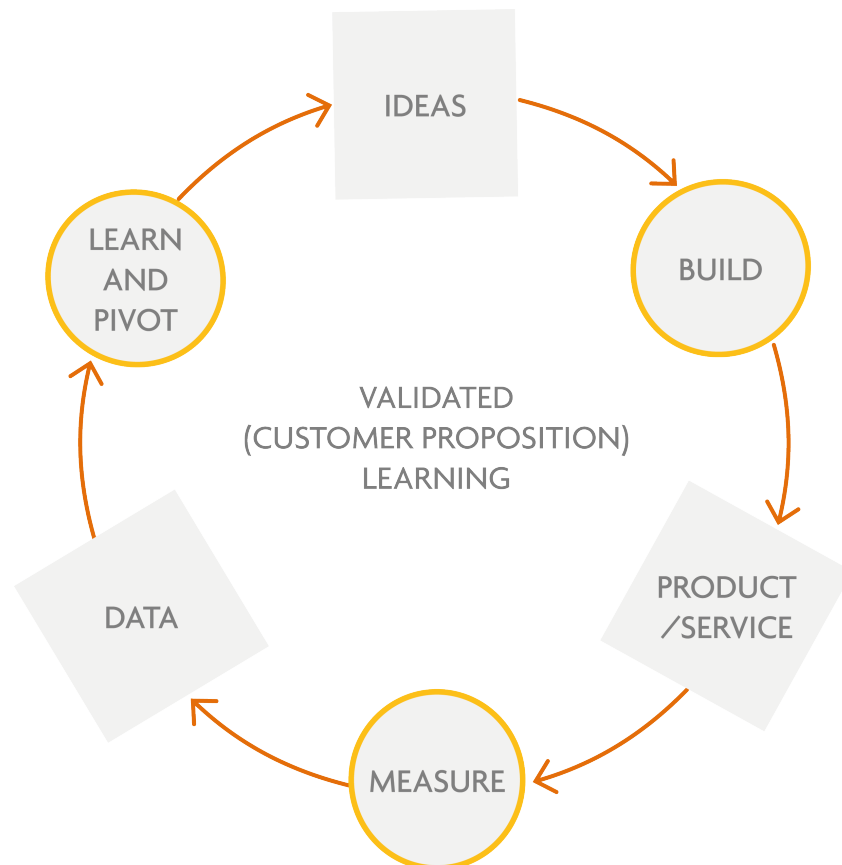 IDEAS
BUILD
PRODUCT
/SERVICE
MEASURE
DATA
LEARN
AND
PIVOT
VALIDATED
(CUSTOMER PROPOSITION)
LEARNING